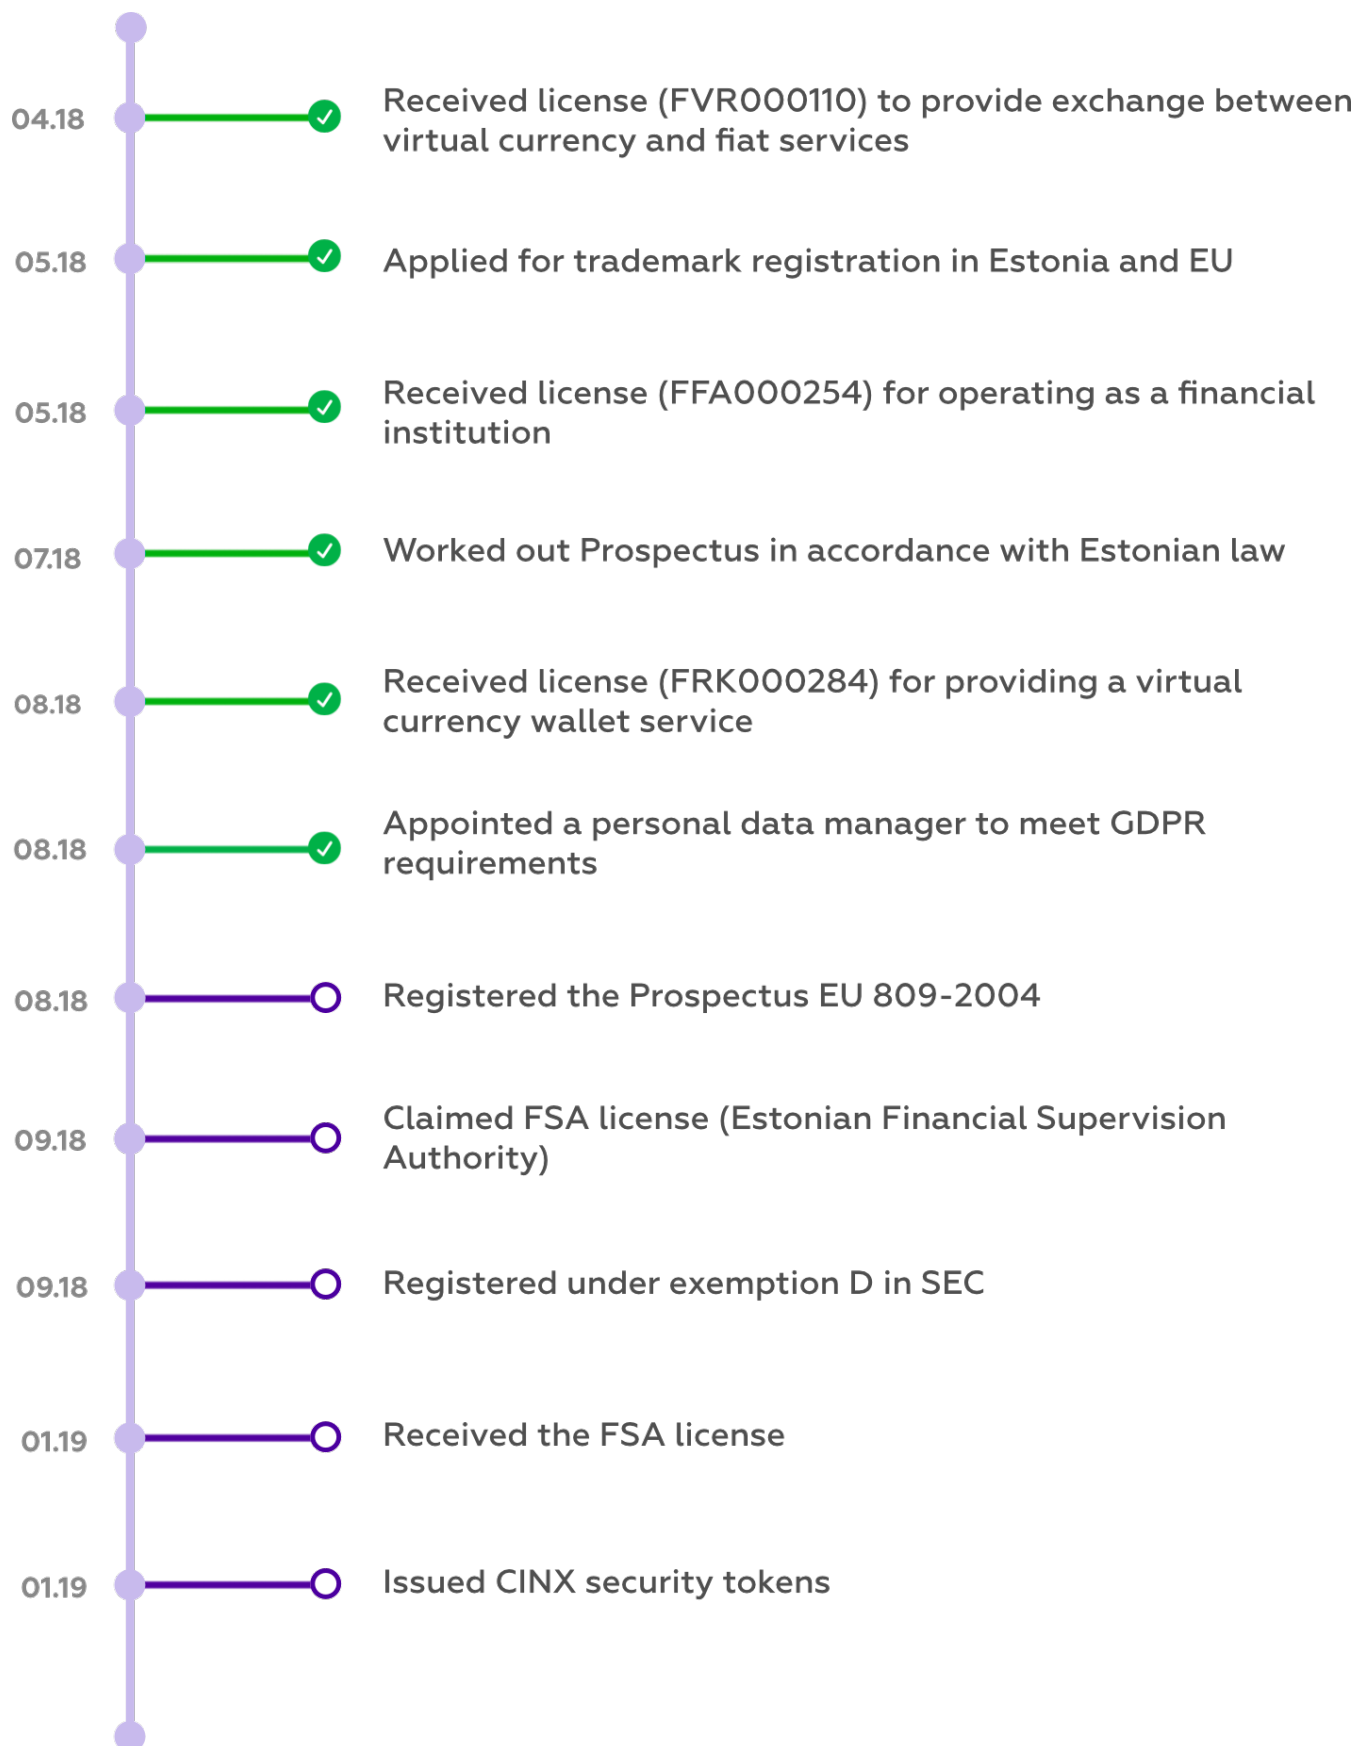 04.18
Received license (FVR000110) to provide exchange between
virtual currency and fiat services
05.18
Applied for trademark registration in Estonia and EU
05.18
Received license (FFA000254) for operating as a financial
institution
07.18
Worked out Prospectus in accordance with Estonian law
08.18
Received license (FRK000284) for providing a virtual
currency wallet service
08.18
Appointed a personal data manager to meet GDPR
requirements
08.18
Registered the Prospectus EU 809-2004
09.18
Claimed FSA license (Estonian Financial Supervision
Authority)
09.18
Registered under exemption D in SEC
01.19
Received the FSA license
01.19
Issued CINX security tokens